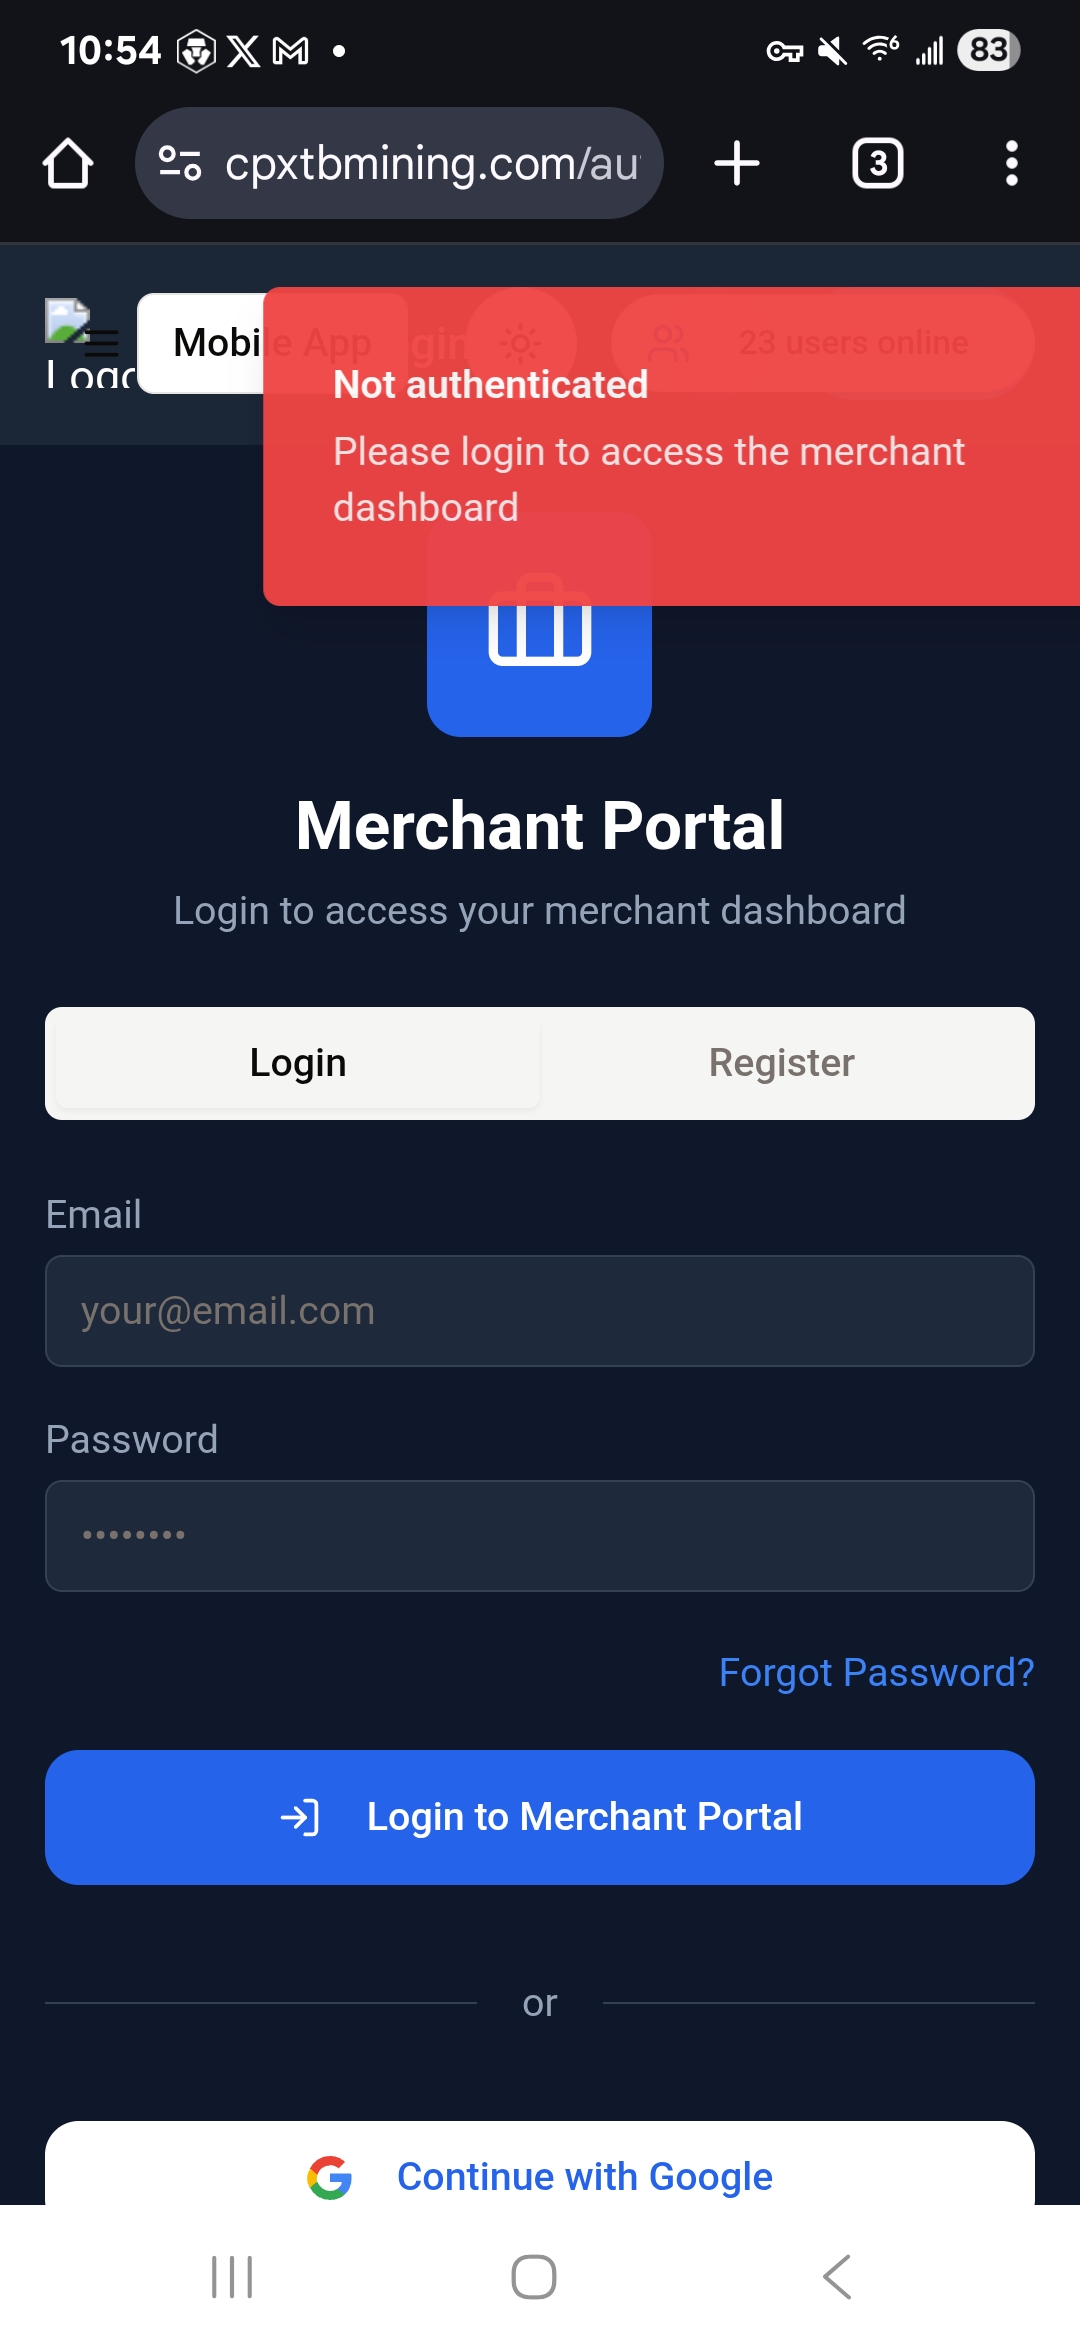 10:54
83
cpxtbmining.com/au
3
Logo
Mobile App
23 users online
Not authenticated
Please login to access the merchant
dashboard
Merchant Portal
Login to access your merchant dashboard
Login
Register
Email
your@email.com
Password
••••••••
Forgot Password?
Login to Merchant Portal
or
Continue with Google